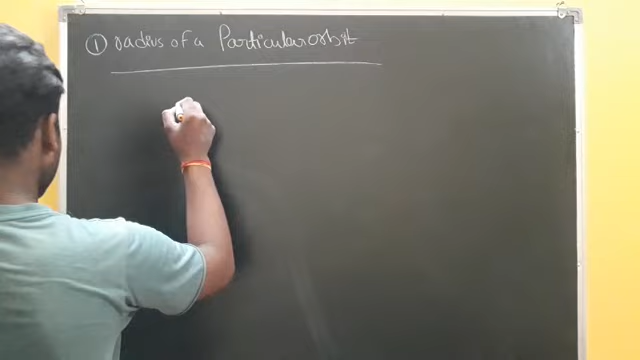 ① radius of a Particular orbit